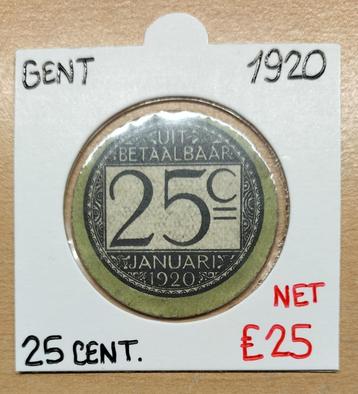 GENT 1920
UIT
BETAALBAAR
25C
JANUARI
1920
NET
25 CENT. £25